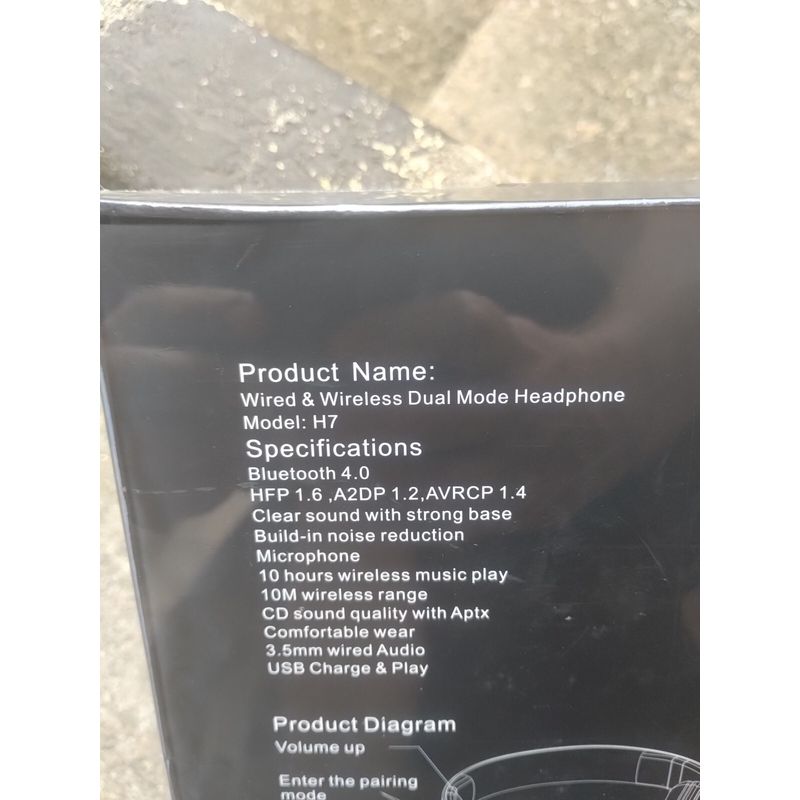 Product Name:
Wired & Wireless Dual Mode Headphone
Model: H7
Specifications
Bluetooth 4.0
HFP 1.6 ,A2DP 1.2,AVRCP 1.4
Clear sound with strong base
Build-in noise reduction
Microphone
10 hours wireless music play
10M wireless range
CD sound quality with Aptx
Comfortable wear
3.5mm wired Audio
USB Charge & Play
Product Diagram
Volume up
Enter the pairing
mode